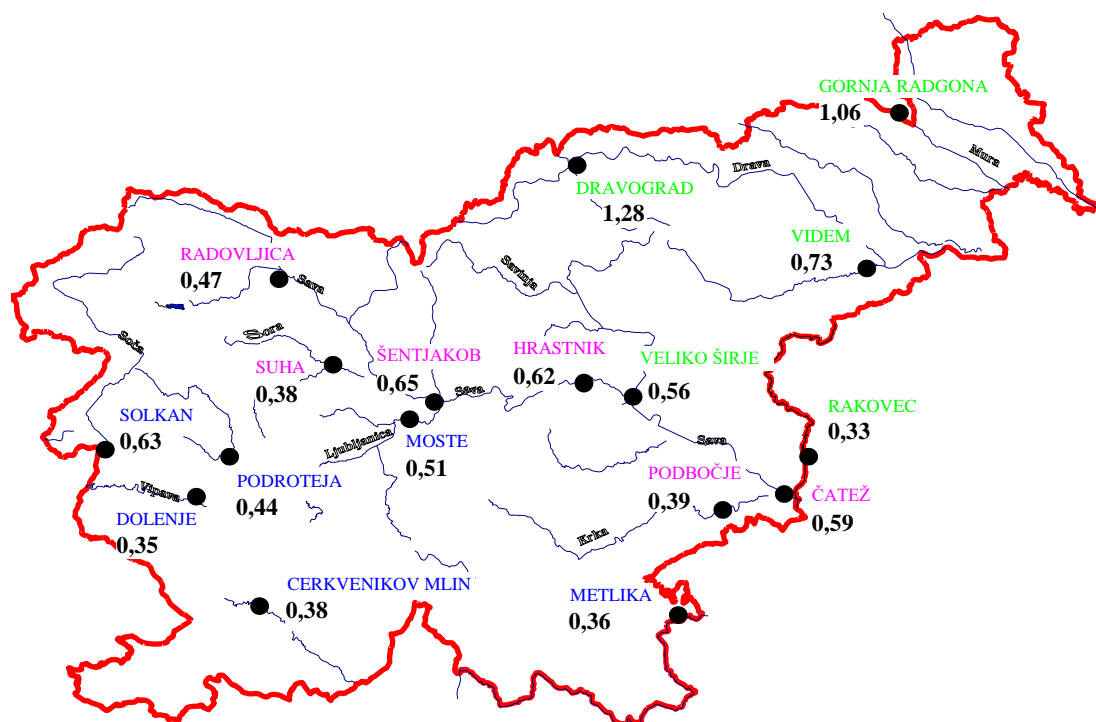 GORNJA RADGONA
1,06
Mura
Drava
DRAVOGRAD
1,28
VIDEM
0,73
RADOVLJICA
0,47
Sava
Savinja
Soča
Sora
SUHA
0,38
ŠENTJAKOB
0,65
Sava
HRASTNIK
0,62
VELIKO ŠIRJE
0,56
RAKOVEC
0,33
SOLKAN
0,63
Ljubljanica
MOSTE
0,51
Sava
PODROTEJA
0,44
PODBOČJE
0,39
ČATEŽ
0,59
Vipava
DOLENJE
0,35
Krka
CERKVENIKOV MLIN
0,38
METLIKA
0,36